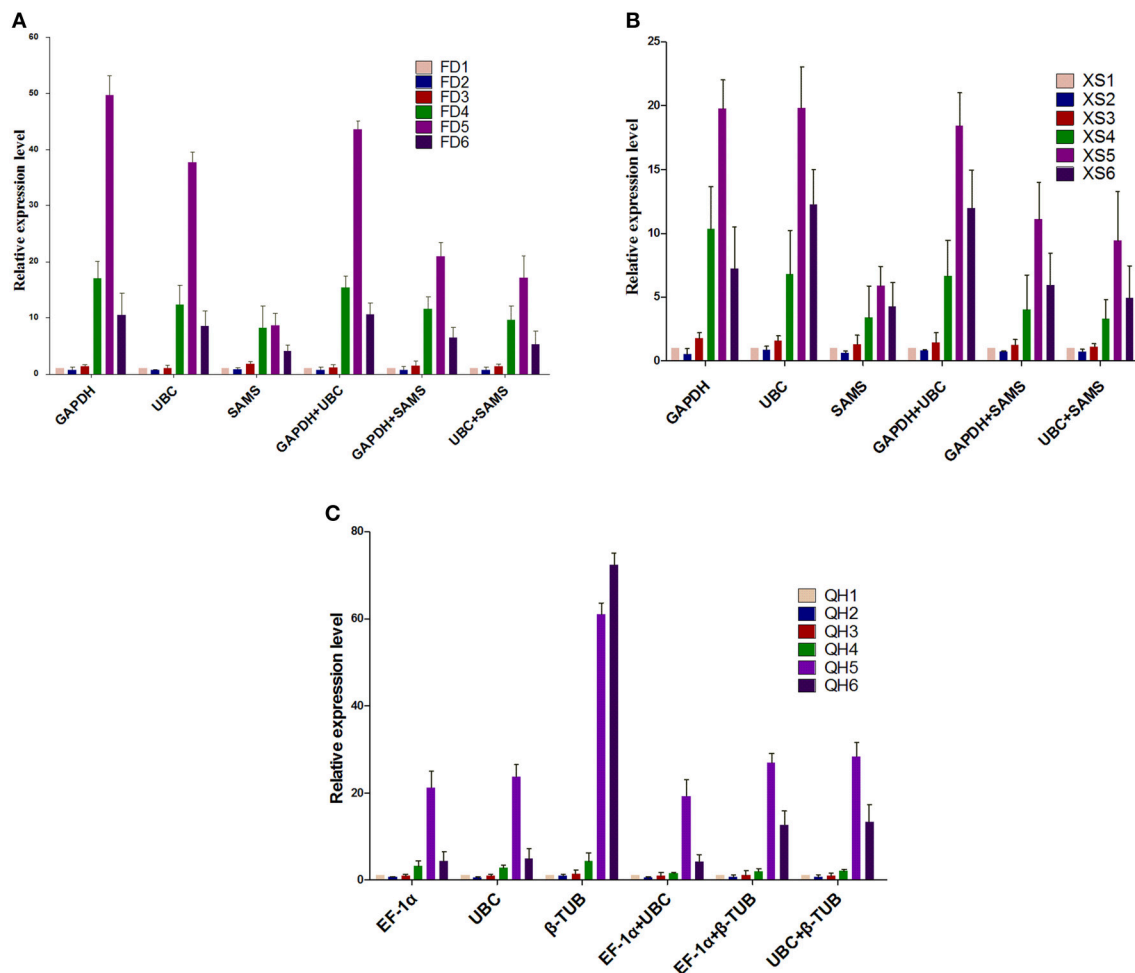 A
Relative expression level
60
50
40
30
20
10
0
FD1
FD2
FD3
FD4
FD5
FD6
GAPDH
UBC
SAMS
GAPDH+UBC
GAPDH+SAMS
UBC+SAMS
B
Relative expression level
25
20
15
10
5
0
XS1
XS2
XS3
XS4
XS5
XS6
GAPDH
UBC
SAMS
GAPDH+UBC
GAPDH+SAMS
UBC+SAMS
C
Relative expression level
80
60
40
20
0
QH1
QH2
QH3
QH4
QH5
QH6
EF-1α
UBC
β-TUB
EF-1α+UBC
EF-1α+β-TUB
UBC+β-TUB